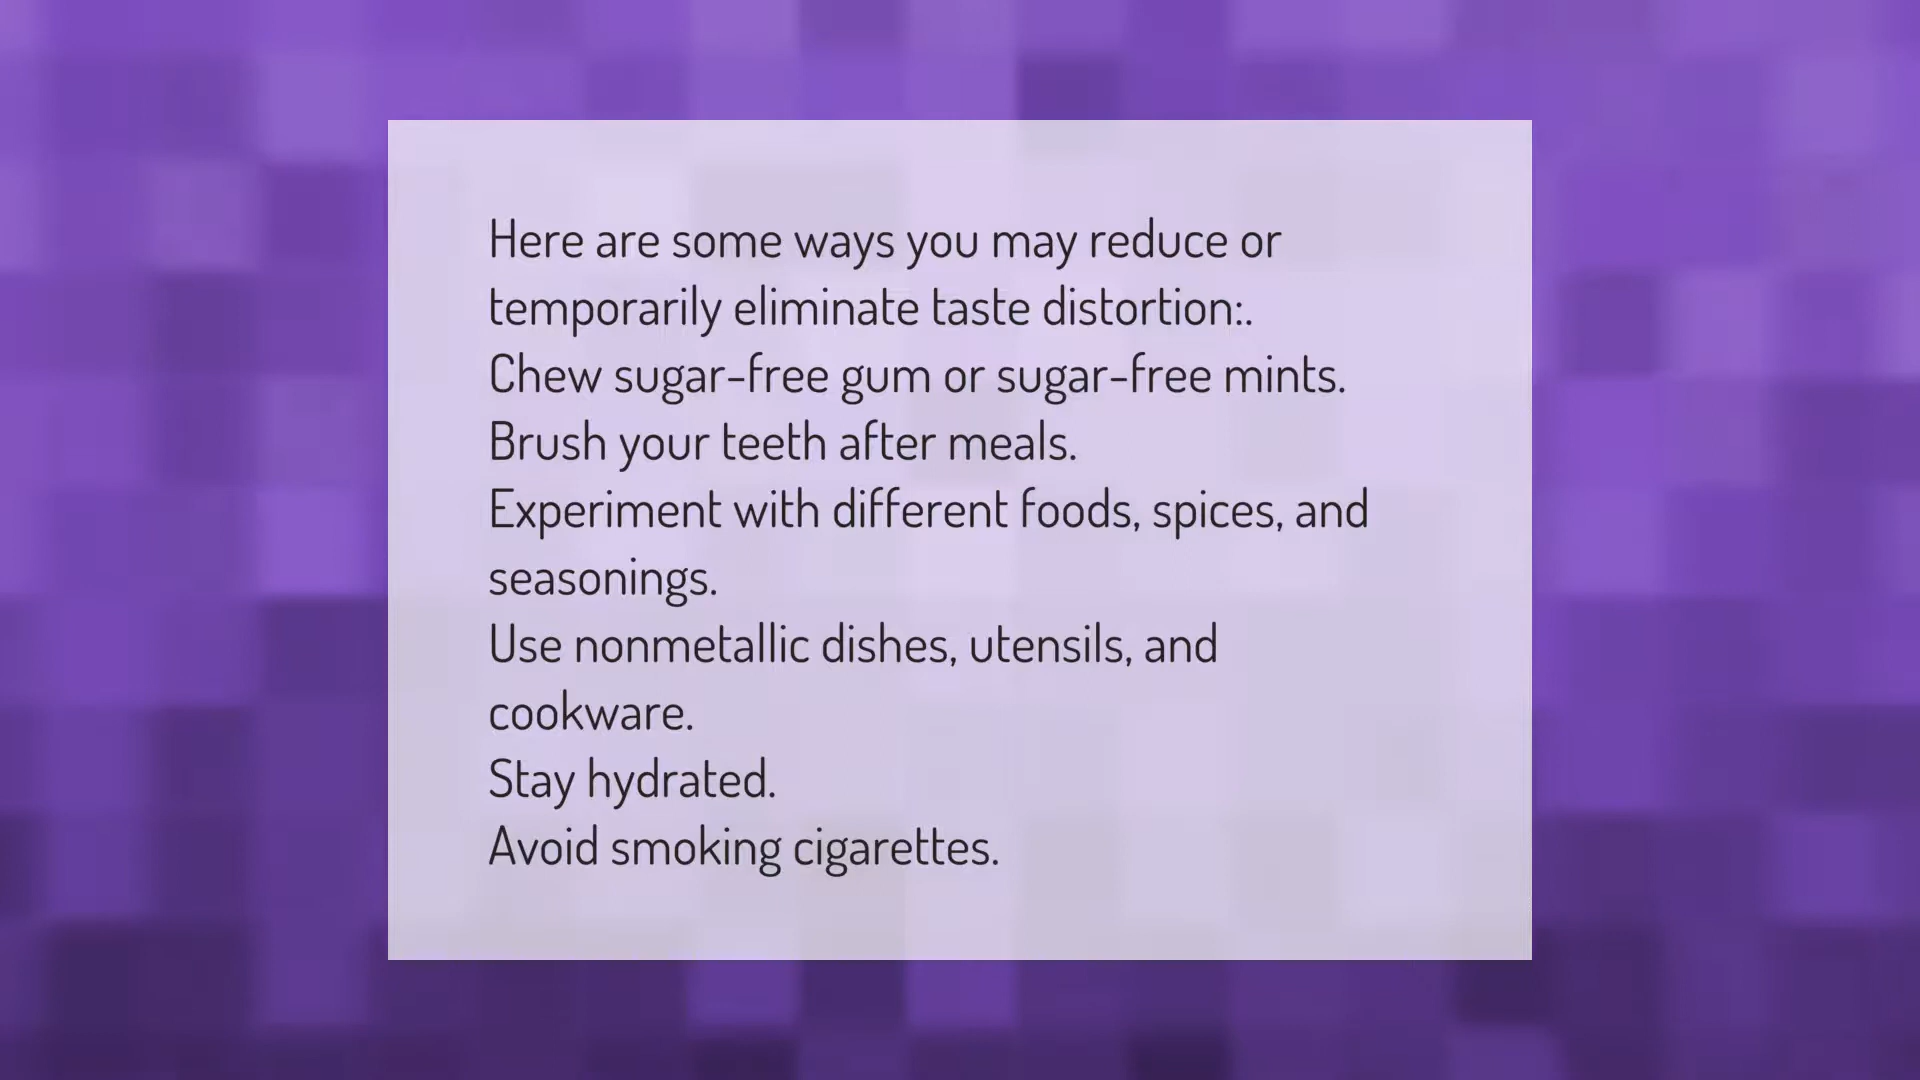 Here are some ways you may reduce or
temporarily eliminate taste distortion:.
Chew sugar-free gum or sugar-free mints.
Brush your teeth after meals.
Experiment with different foods, spices, and
seasonings.
Use nonmetallic dishes, utensils, and
cookware.
Stay hydrated.
Avoid smoking cigarettes.